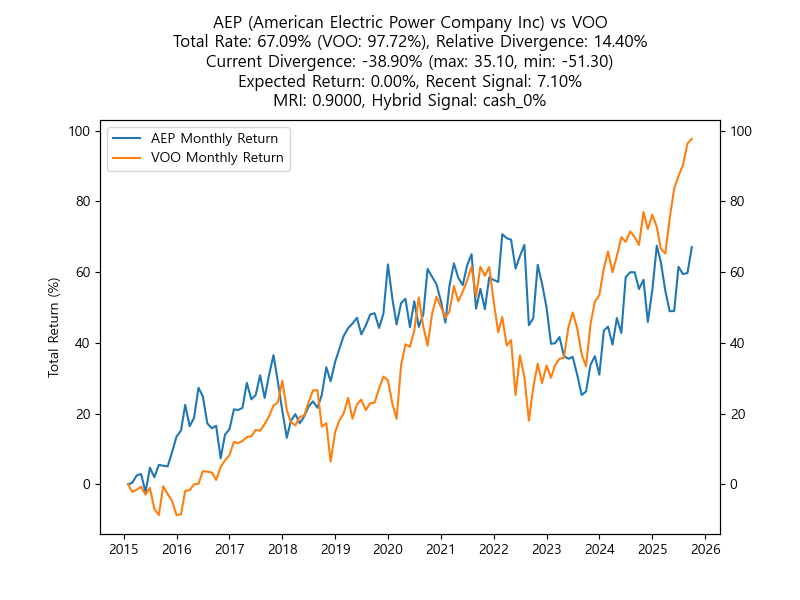 AEP (American Electric Power Company Inc) vs VOO
Total Rate: 67.09% (VOO: 97.72%), Relative Divergence: 14.40%
Current Divergence: -38.90% (max: 35.10, min: -51.30)
Expected Return: 0.00%, Recent Signal: 7.10%
MRI: 0.9000, Hybrid Signal: cash_0%
AEP Monthly Return
VOO Monthly Return
Total Return (%)
100
80
60
40
20
0
100
80
60
40
20
0
2015 2016 2017 2018 2019 2020 2021 2022 2023 2024 2025 2026